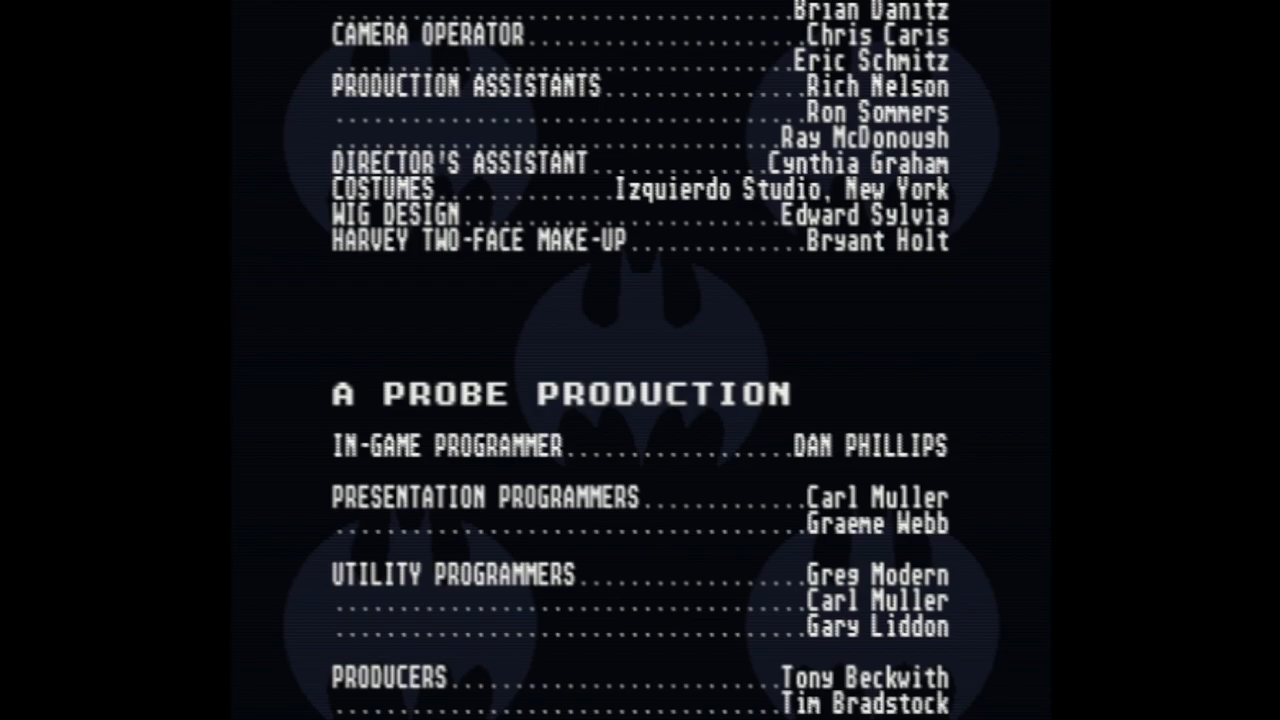 ....................................Brian Danitz
CAMERA OPERATOR......................Chris Caris
....................................Eric Schmitz
PRODUCTION ASSISTANTS................Rich Nelson
.....................................Ron Sommers
...................................Ray McDonough
DIRECTOR'S ASSISTANT..............Cynthia Graham
COSTUMES..............Izquierdo Studio, New York
WIG DESIGN.........................Edward Sylvia
HARVEY TWO-FACE MAKE-UP..............Bryant Holt
A PROBE PRODUCTION
IN-GAME PROGRAMMER..................DAN PHILLIPS
PRESENTATION PROGRAMMERS.............Carl Muller
.....................................Graeme Webb
UTILITY PROGRAMMERS..................Greg Modern
.....................................Carl Muller
.....................................Gary Liddon
PRODUCERS..........................Tony Beckwith
...................................Tim Bradstock